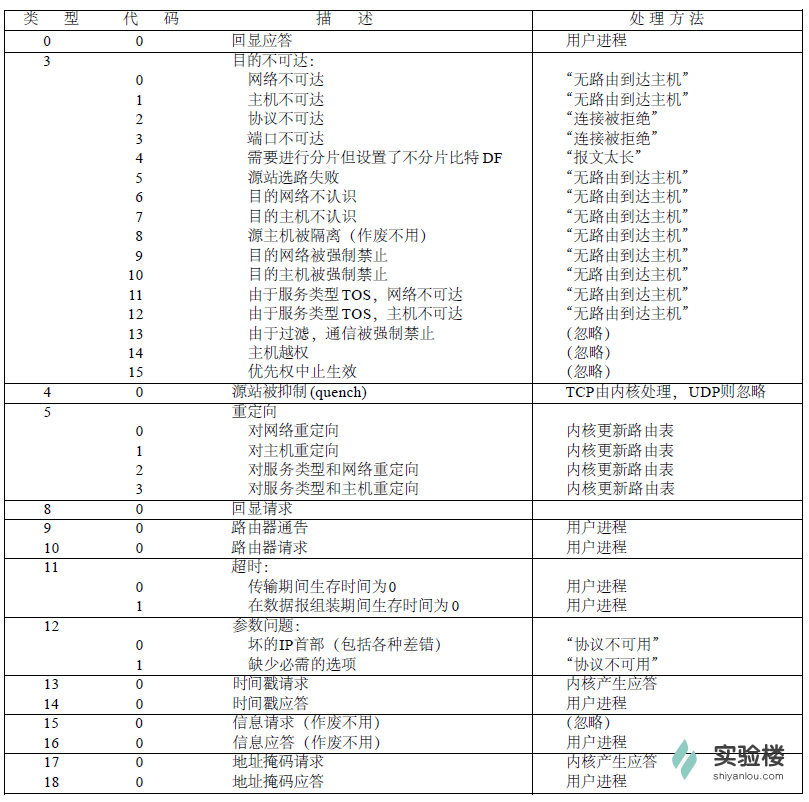 类 型 代 码 描 述 处理方法
0 0 回显应答 用户进程
3 目的不可达：
0 网络不可达 “无路由到达主机”
1 主机不可达 “无路由到达主机”
2 协议不可达 “连接被拒绝”
3 端口不可达 “连接被拒绝”
4 需要进行分片但设置了不分片比特 DF “报文太长”
5 源站选路失败 “无路由到达主机”
6 目的网络不认识 “无路由到达主机”
7 目的主机不认识 “无路由到达主机”
8 源主机被隔离（作废不用） “无路由到达主机”
9 目的网络被强制禁止 “无路由到达主机”
10 目的主机被强制禁止 “无路由到达主机”
11 由于服务类型 TOS，网络不可达 “无路由到达主机”
12 由于服务类型 TOS，主机不可达 “无路由到达主机”
13 由于过滤，通信被强制禁止 （忽略）
14 主机越权 （忽略）
15 优先权中止生效 （忽略）
4 0 源站被抑制 (quench) TCP由内核处理，UDP则忽略
5 重定向
0 对网络重定向 内核更新路由表
1 对主机重定向 内核更新路由表
2 对服务类型和网络重定向 内核更新路由表
3 对服务类型和主机重定向 内核更新路由表
8 0 回显请求
9 0 路由器通告 用户进程
10 0 路由器请求 用户进程
11 超时：
0 传输期间生存时间为0 用户进程
1 在数据报组装期间生存时间为0 用户进程
12 参数问题：
0 坏的IP首部（包括各种差错） “协议不可用”
1 缺少必需的选项 “协议不可用”
13 0 时间戳请求 内核产生应答
14 0 时间戳应答 用户进程
15 0 信息请求（作废不用） （忽略）
16 0 信息应答（作废不用） 用户进程
17 0 地址掩码请求 内核产生应答
18 0 地址掩码应答 用户进程
实验楼
shiyanlou.com